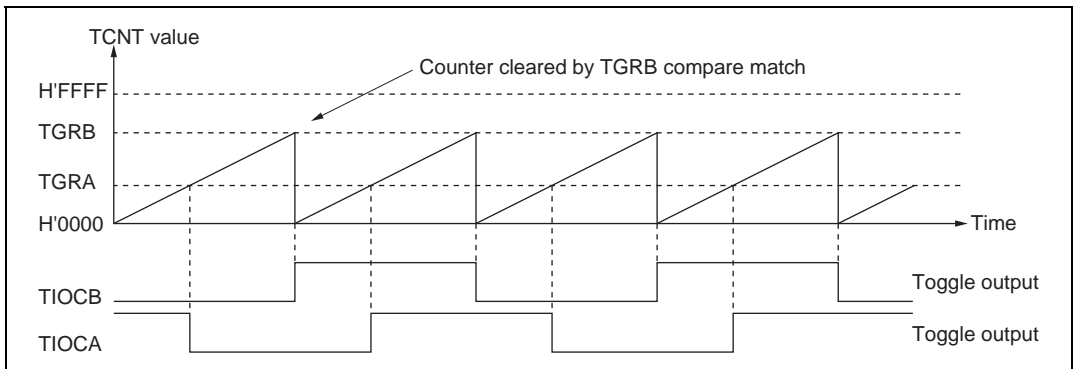 TCNT value
Counter cleared by TGRB compare match
H'FFFF
TGRB
TGRA
H'0000
Time
TIOCB
Toggle output
TIOCA
Toggle output